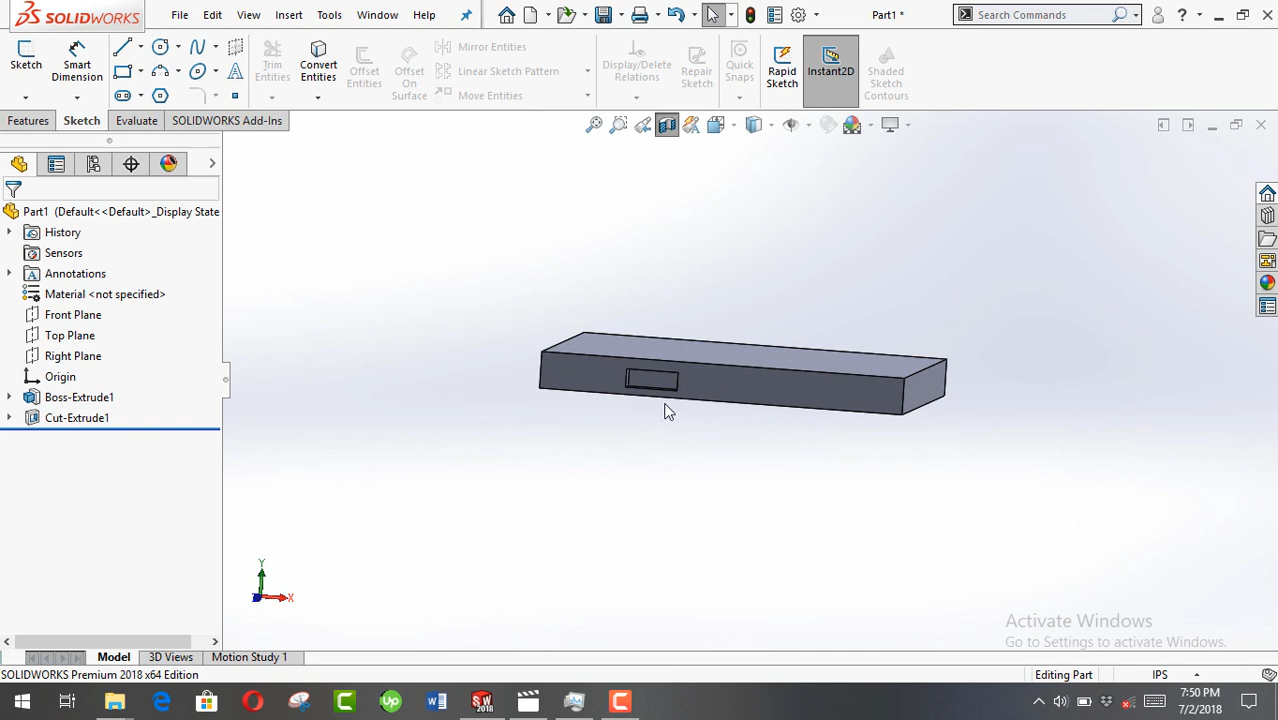 SOLIDWORKS
File
Edit
View
Insert
Tools
Window
Help
Part1 *
Search Commands
?
Sketch
Smart
Dimension
Trim
Entities
Convert
Entities
Offset
Entities
Offset
On
Surface
Mirror Entities
Linear Sketch Pattern
Move Entities
Display/Delete
Relations
Repair
Sketch
Quick
Snaps
Rapid
Sketch
Instant2D
Shaded
Sketch
Contours
Features
Sketch
Evaluate
SOLIDWORKS Add-Ins
Part1 (Default<<Default>_Display State
History
Sensors
Annotations
Material <not specified>
Front Plane
Top Plane
Right Plane
Origin
Boss-Extrude1
Cut-Extrude1
Y
X
Activate Windows
Go to Settings to activate Windows.
Model
3D Views
Motion Study 1
SOLIDWORKS Premium 2018 x64 Edition
Editing Part
IPS
7:50 PM
7/2/2018